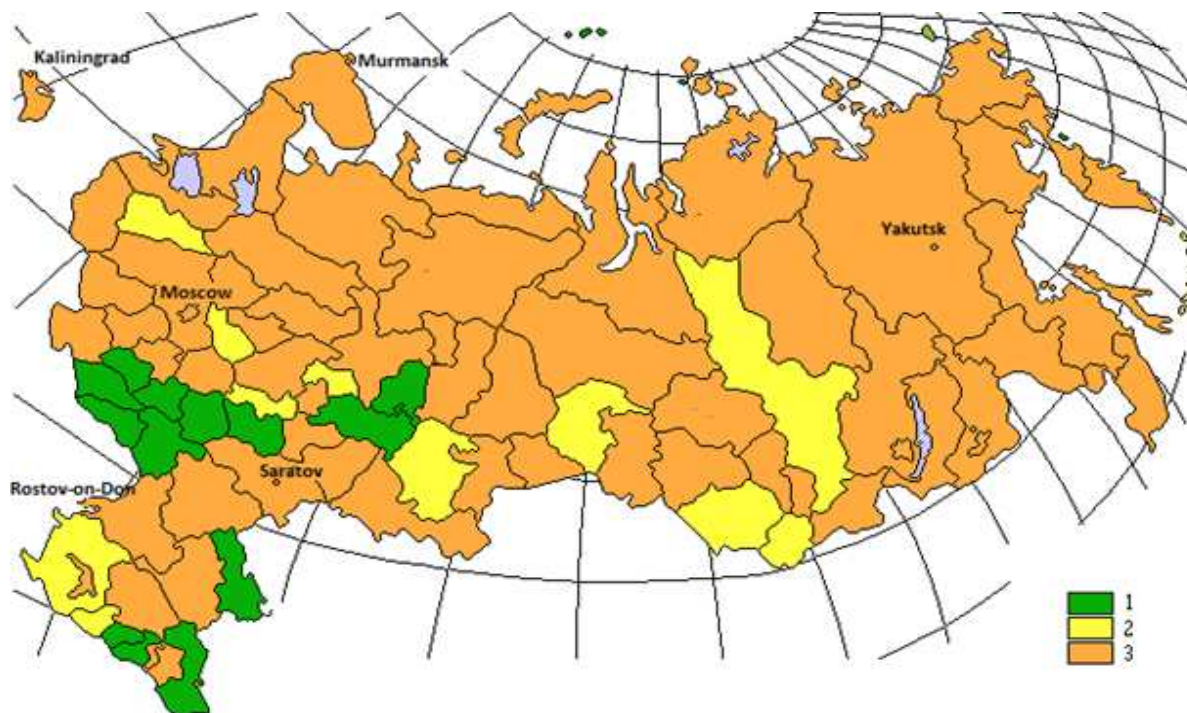 Kaliningrad
Murmansk
Yakutsk
Moscow
Saratov
Rostov-on-Don
1
2
3